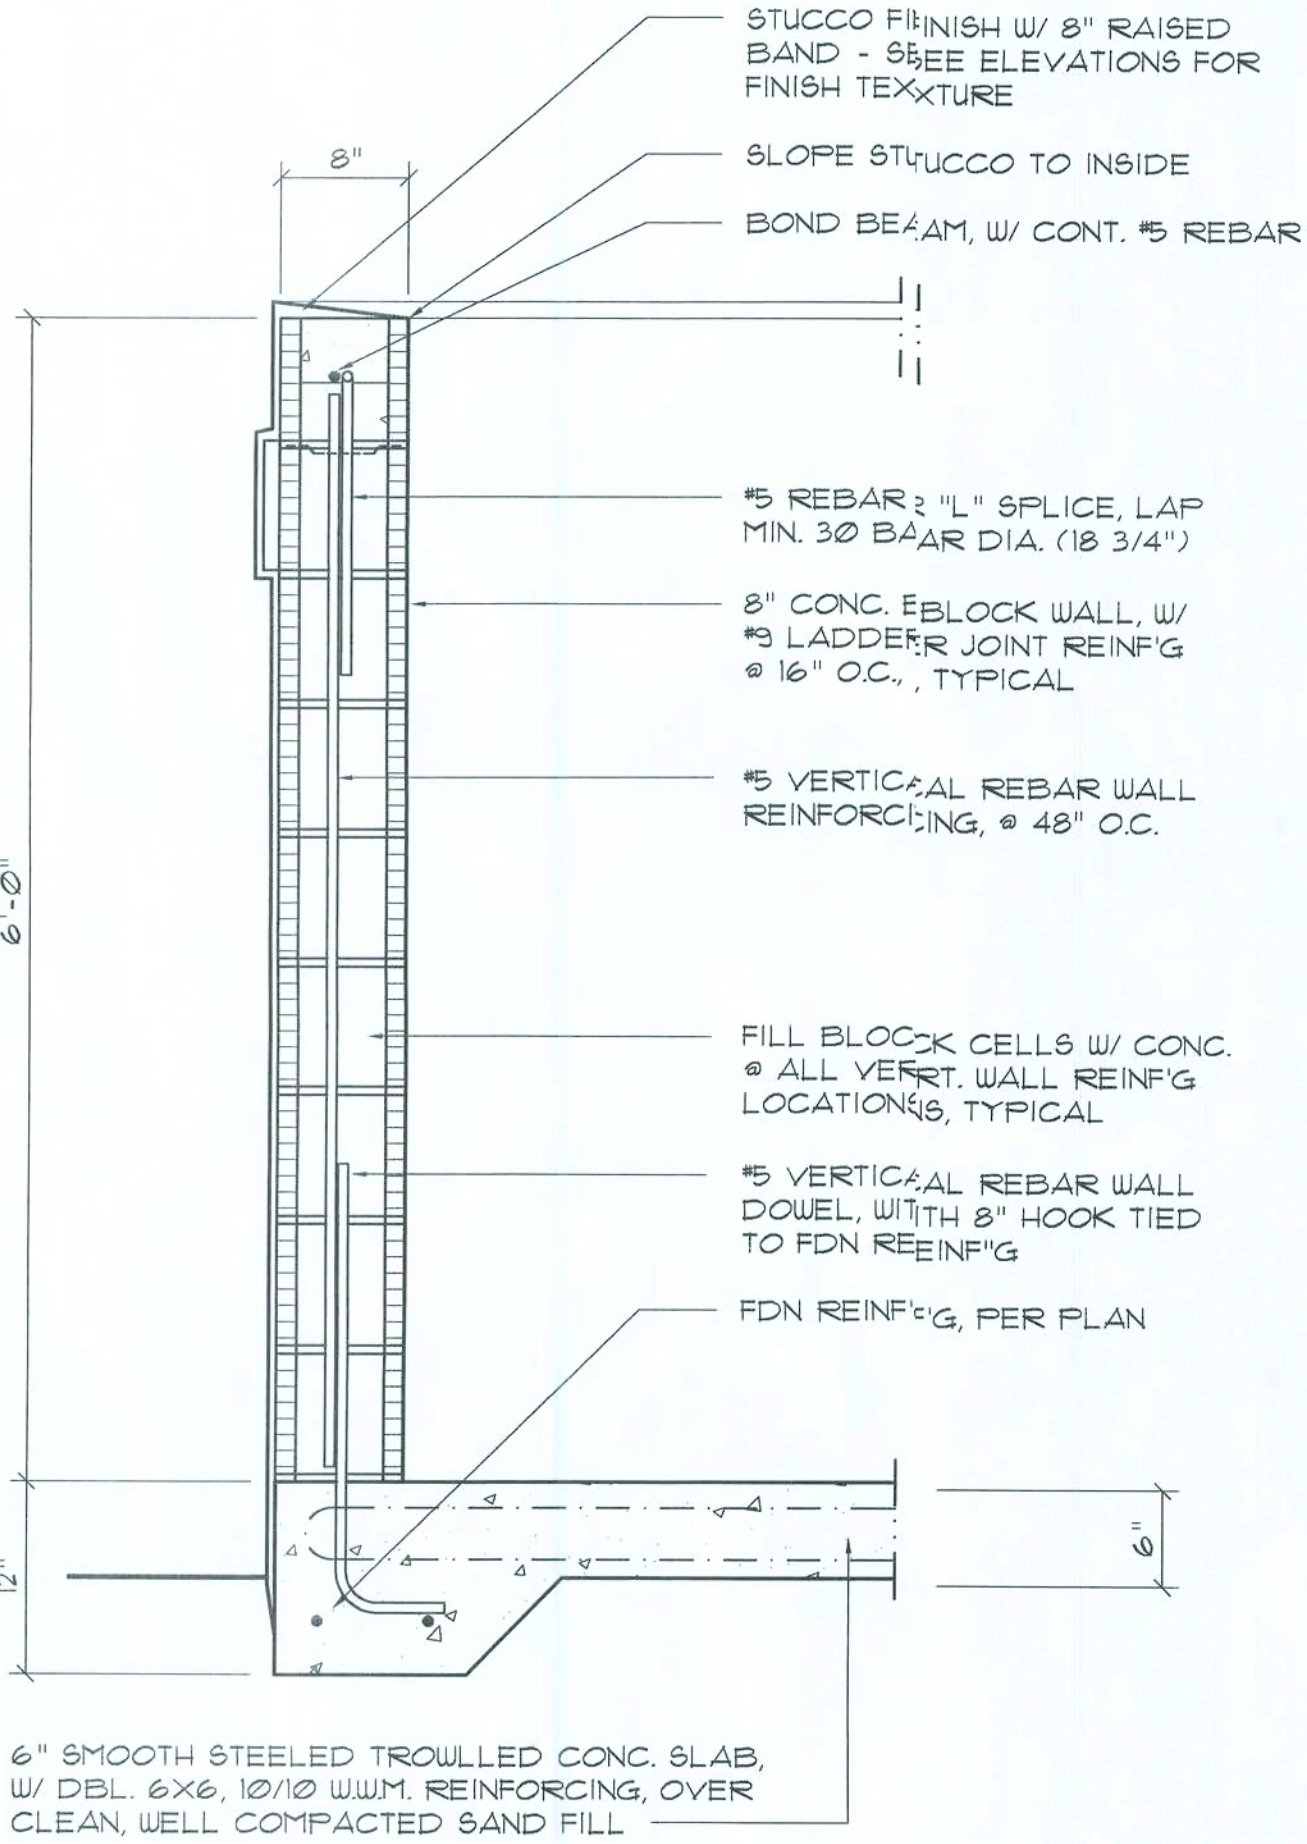 STUCCO FINISH W/ 8" RAISED
BAND - SEE ELEVATIONS FOR
FINISH TEXTURE
8"
SLOPE STUCCO TO INSIDE
BOND BEAM, W/ CONT. #5 REBAR
#5 REBAR "L" SPLICE, LAP
MIN. 30 BAR DIA. (18 3/4")
8" CONC. BLOCK WALL, W/
#9 LADDER JOINT REINF'G
@ 16" O.C., TYPICAL
#5 VERTICAL REBAR WALL
REINFORCING, @ 48" O.C.
6'-0"
FILL BLOCK CELLS W/ CONC.
@ ALL VERT. WALL REINF'G
LOCATIONS, TYPICAL
#5 VERTICAL REBAR WALL
DOWEL, WITH 8" HOOK TIED
TO FDN REINF"G
FDN REINF'G, PER PLAN
6"
12"
6" SMOOTH STEELED TROWLLED CONC. SLAB,
W/ DBL. 6X6, 10/10 W.W.M. REINFORCING, OVER
CLEAN, WELL COMPACTED SAND FILL